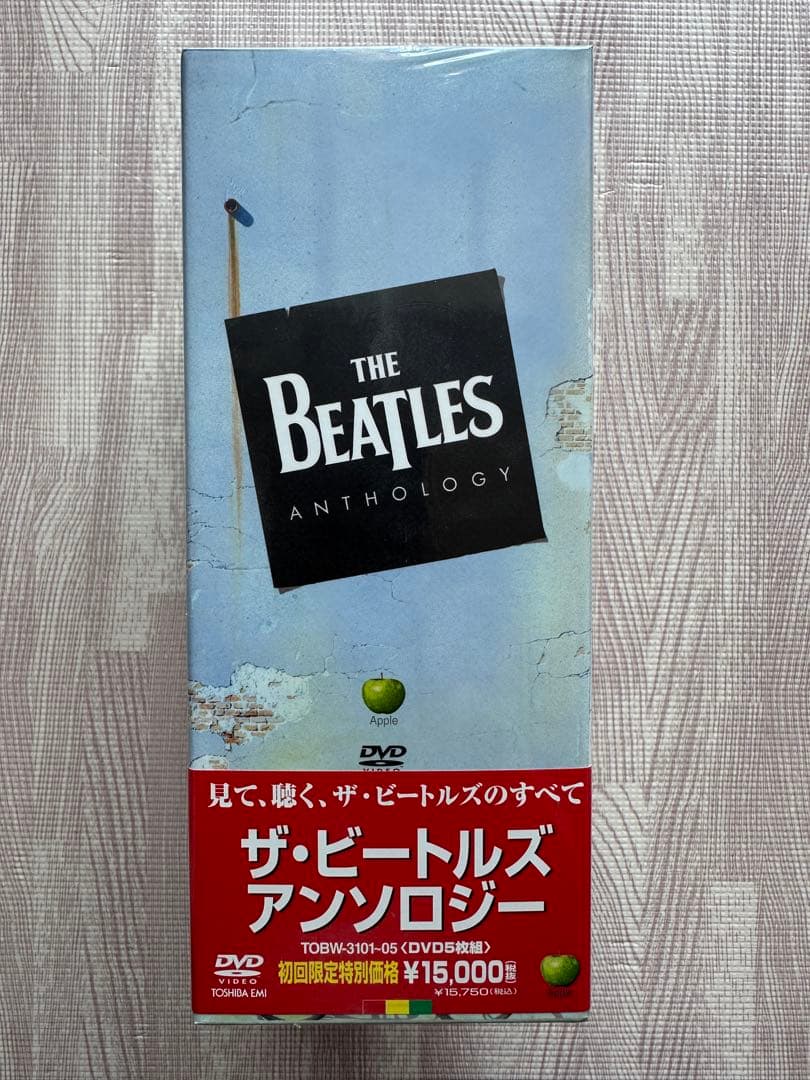 THE
BEATLES
ANTHOLOGY
Apple
DVD
VIDEO
見て、聴く、ザ・ビートルズのすべて
ザ・ビートルズ
アンソロジー
TOBW-3101~05〈DVD5枚組〉
初回限定特別価格 ¥15,000(税抜)
¥15,750(税込)
DVD
VIDEO
TOSHIBA EMI